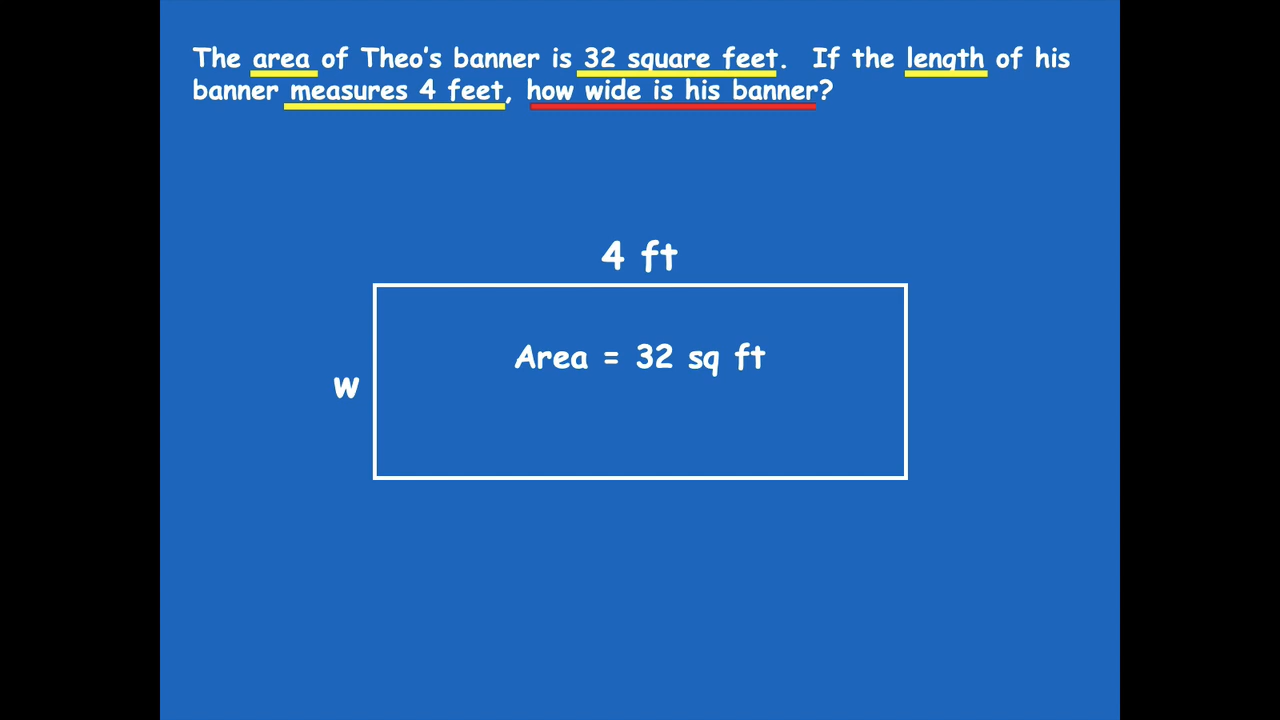 The area of Theo's banner is 32 square feet.  If the length of his
banner measures 4 feet, how wide is his banner?
4 ft
Area = 32 sq ft
w